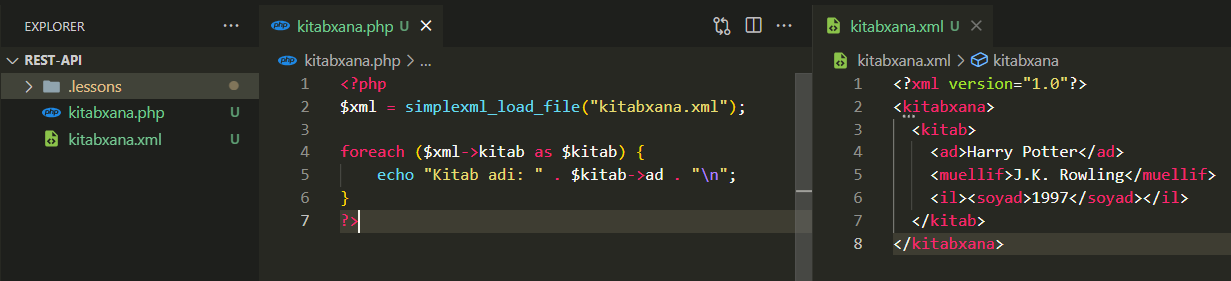 EXPLORER ···
REST-API
.lessons
kitabxana.php U
kitabxana.xml U
kitabxana.php U
kitabxana.php > ...
1 <?php
2 $xml = simplexml_load_file("kitabxana.xml");
3
4 foreach ($xml->kitab as $kitab) {
5 echo "Kitab adi: " . $kitab->ad . "\n";
6 }
7 ?>
kitabxana.xml U
kitabxana.xml > kitabxana
1 <?xml version="1.0"?>
2 <kitabxana>
3 <kitab>
4 <ad>Harry Potter</ad>
5 <muellif>J.K. Rowling</muellif>
6 <il><soyad>1997</soyad></il>
7 </kitab>
8 </kitabxana>